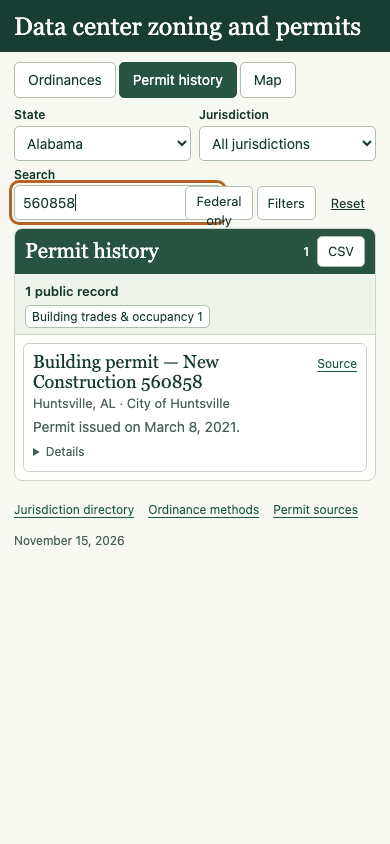 Data center zoning and permits
Ordinances
Permit history
Map
State
Jurisdiction
Alabama
All jurisdictions
Search
560858
Federal
only
Filters
Reset
Permit history
1
CSV
1 public record
Building trades & occupancy 1
Building permit — New
Construction 560858
Source
Huntsville, AL · City of Huntsville
Permit issued on March 8, 2021.
Details
Jurisdiction directory
Ordinance methods
Permit sources
November 15, 2026